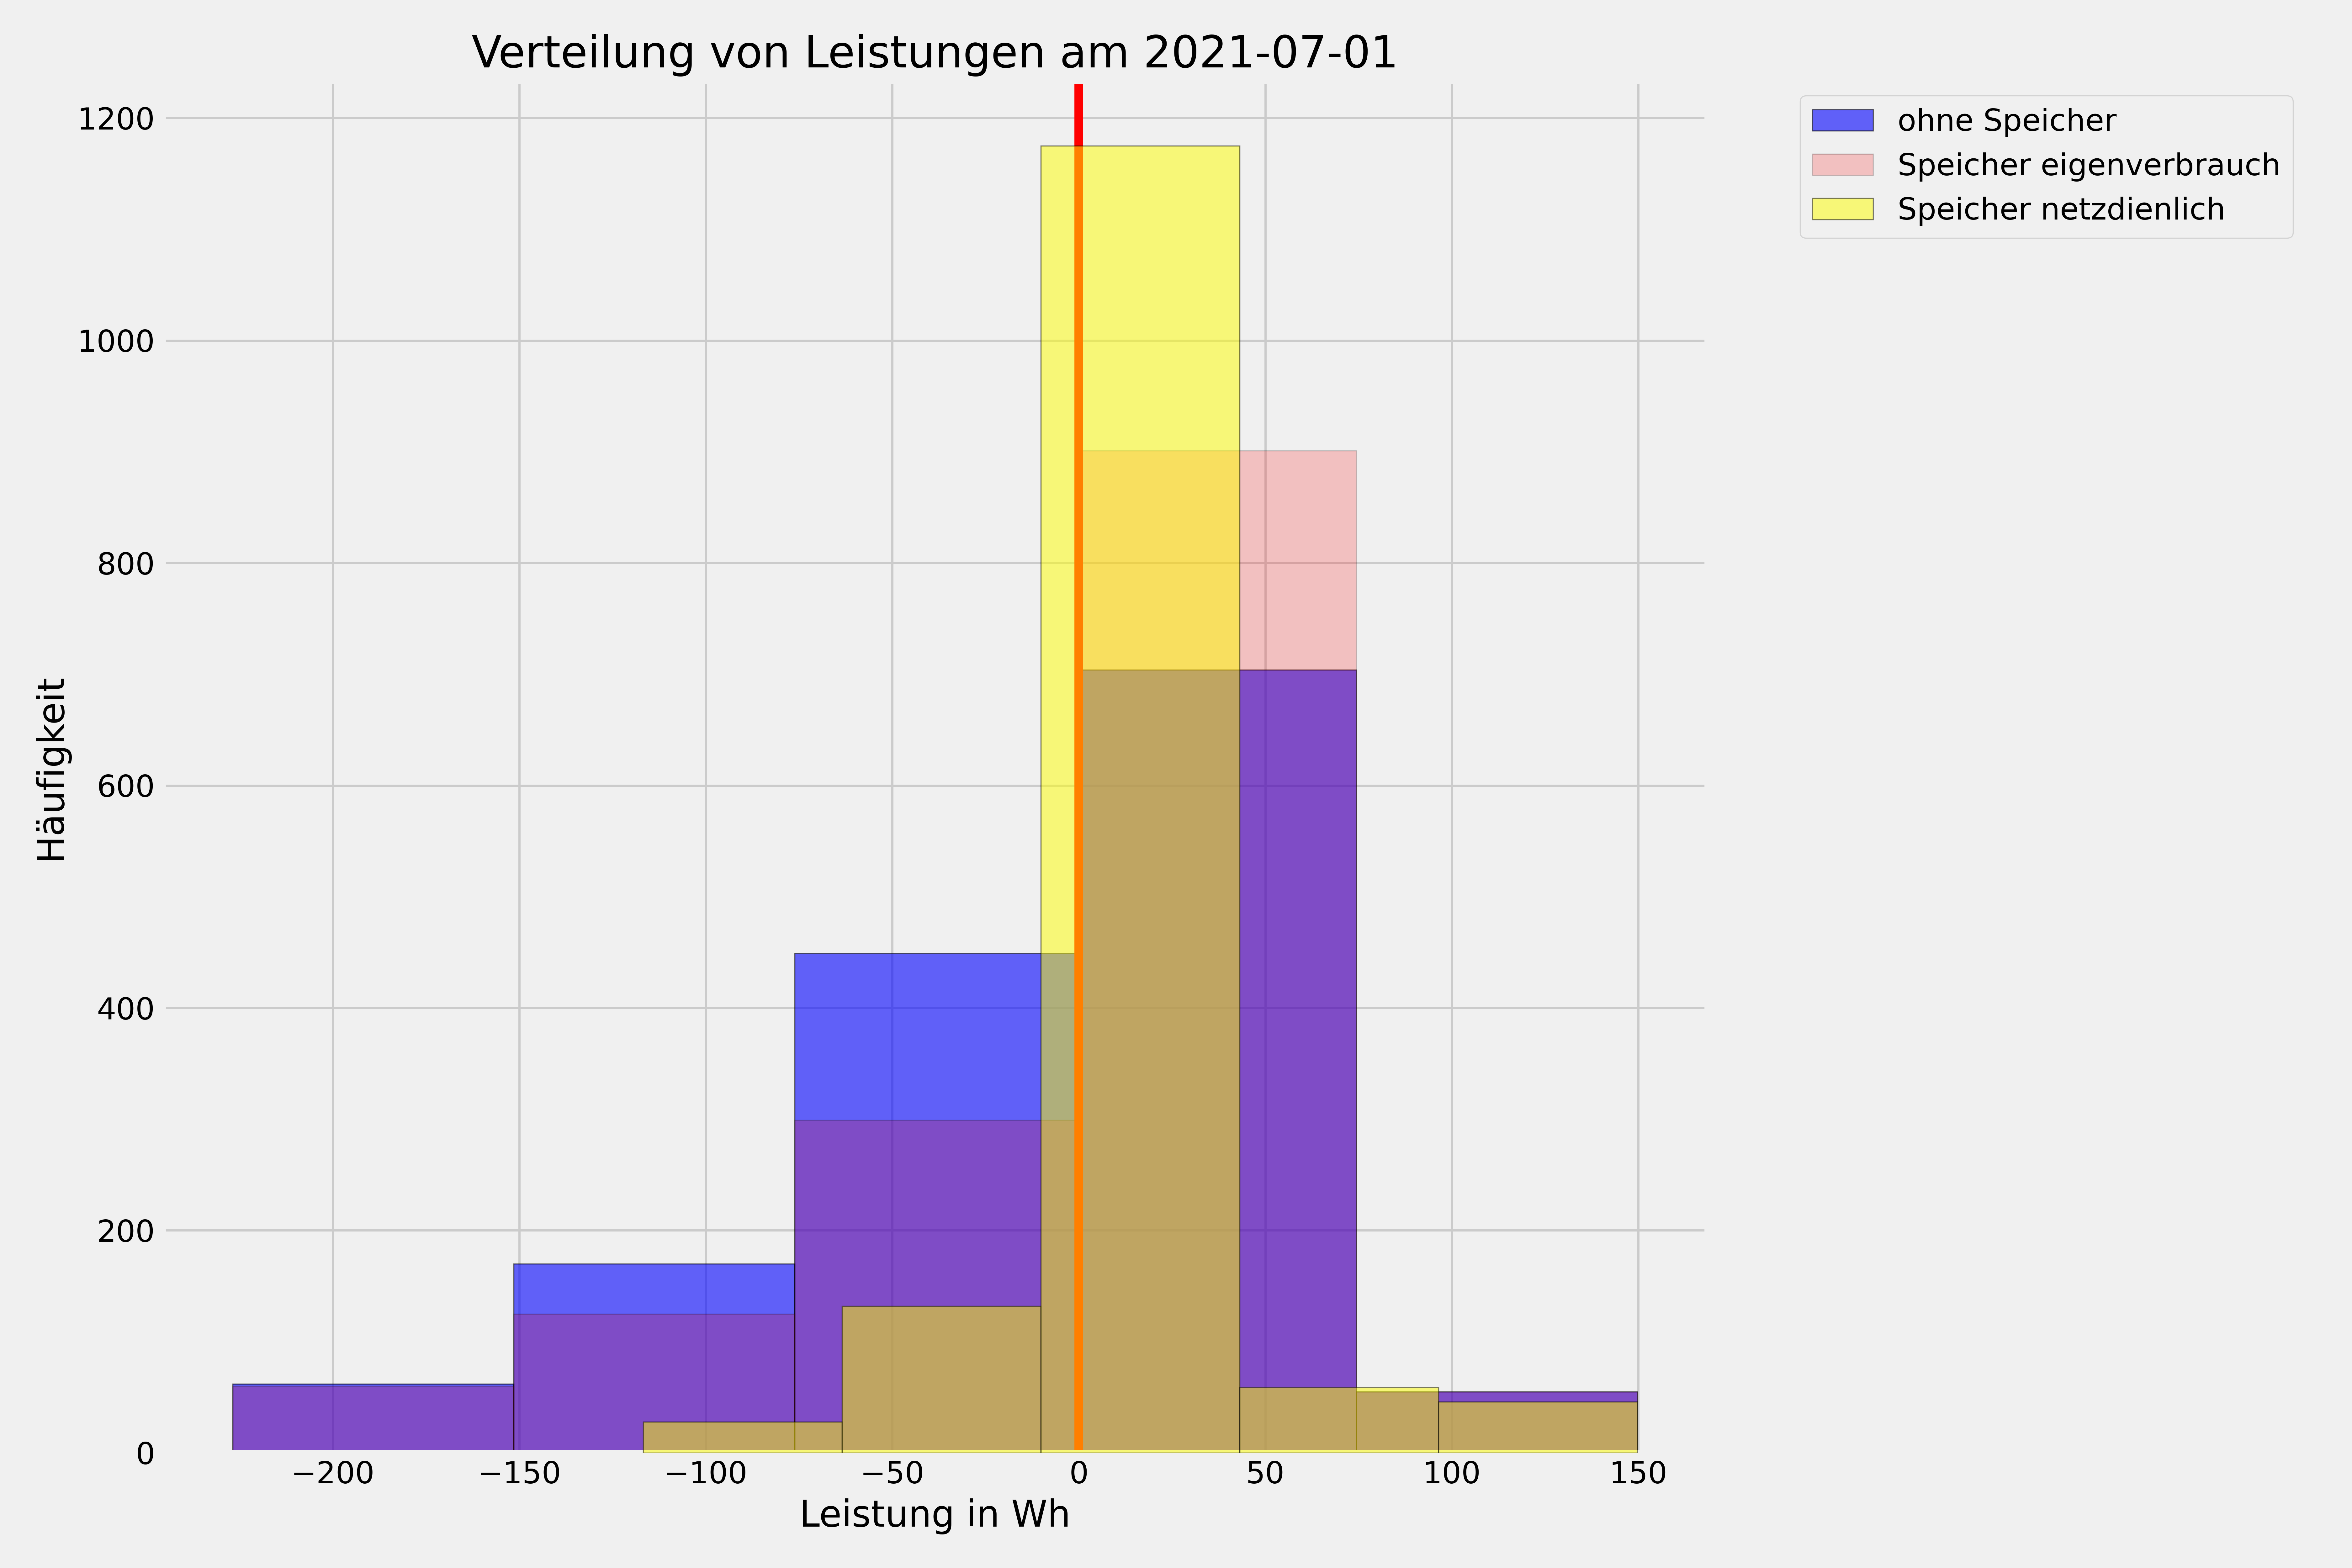 Verteilung von Leistungen am 2021-07-01
ohne Speicher
Speicher eigenverbrauch
Speicher netzdienlich
Häufigkeit
1200
1000
800
600
400
200
0
−200 −150 −100 −50 0 50 100 150
Leistung in Wh